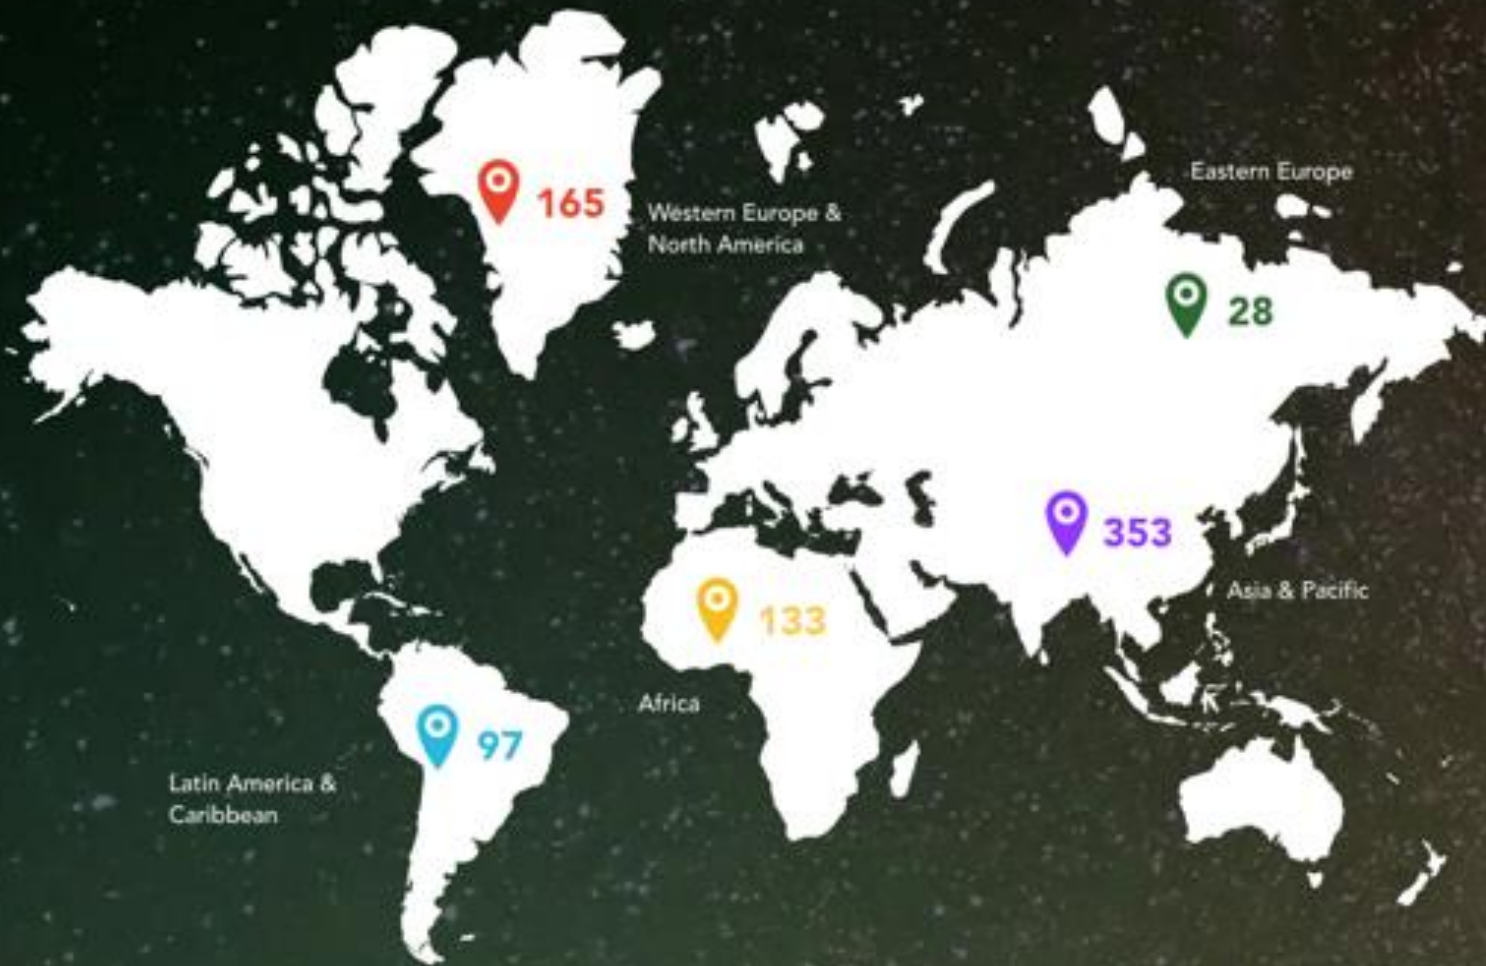 Eastern Europe
165
Western Europe &
North America
28
353
Asia & Pacific
133
Africa
97
Latin America &
Caribbean